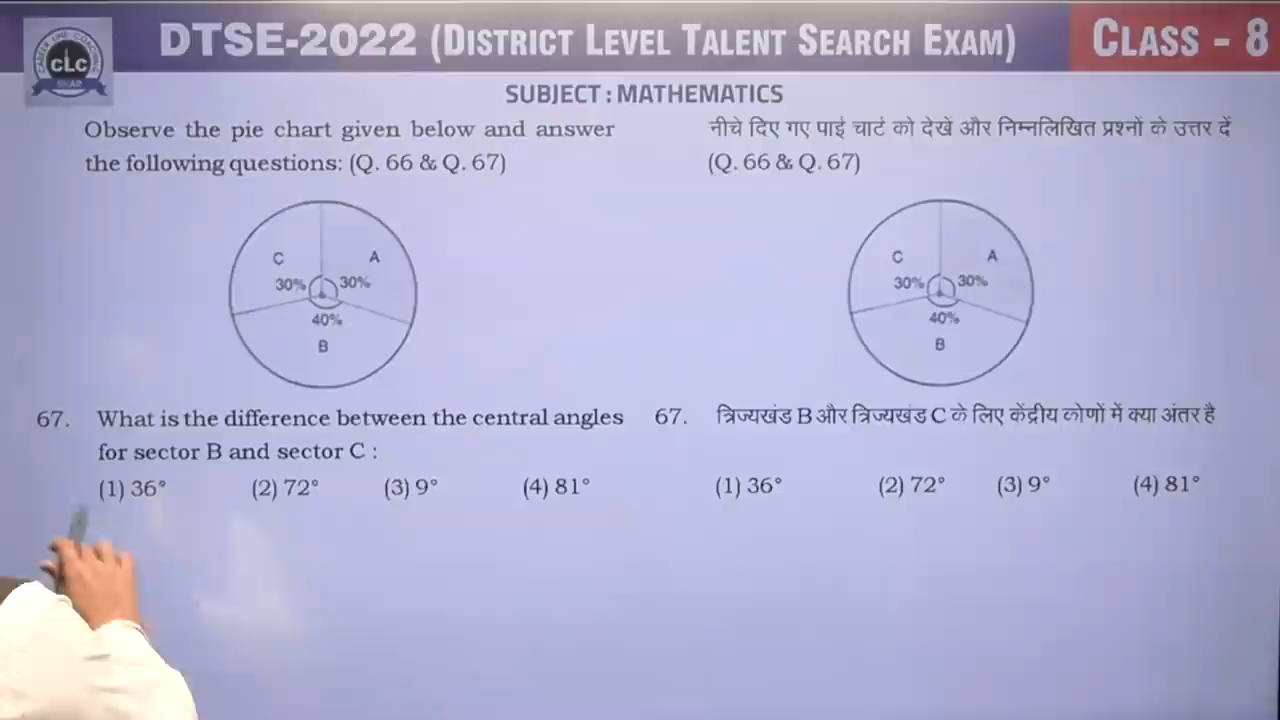 DTSE-2022 (DISTRICT LEVEL TALENT SEARCH EXAM)
CLASS - 8
cLc
SUBJECT : MATHEMATICS
Observe the pie chart given below and answer
the following questions: (Q. 66 & Q. 67)
C
A
30%
30%
40%
B
67. What is the difference between the central angles
for sector B and sector C :
(1) 36° (2) 72° (3) 9° (4) 81°
नीचे दिए गए पाई चार्ट को देखें और निम्नलिखित प्रश्नों के उत्तर दें
(Q. 66 & Q. 67)
C
A
30%
30%
40%
B
67. त्रिज्यखंड B और त्रिज्यखंड C के लिए केंद्रीय कोणों में क्या अंतर है
(1) 36° (2) 72° (3) 9° (4) 81°